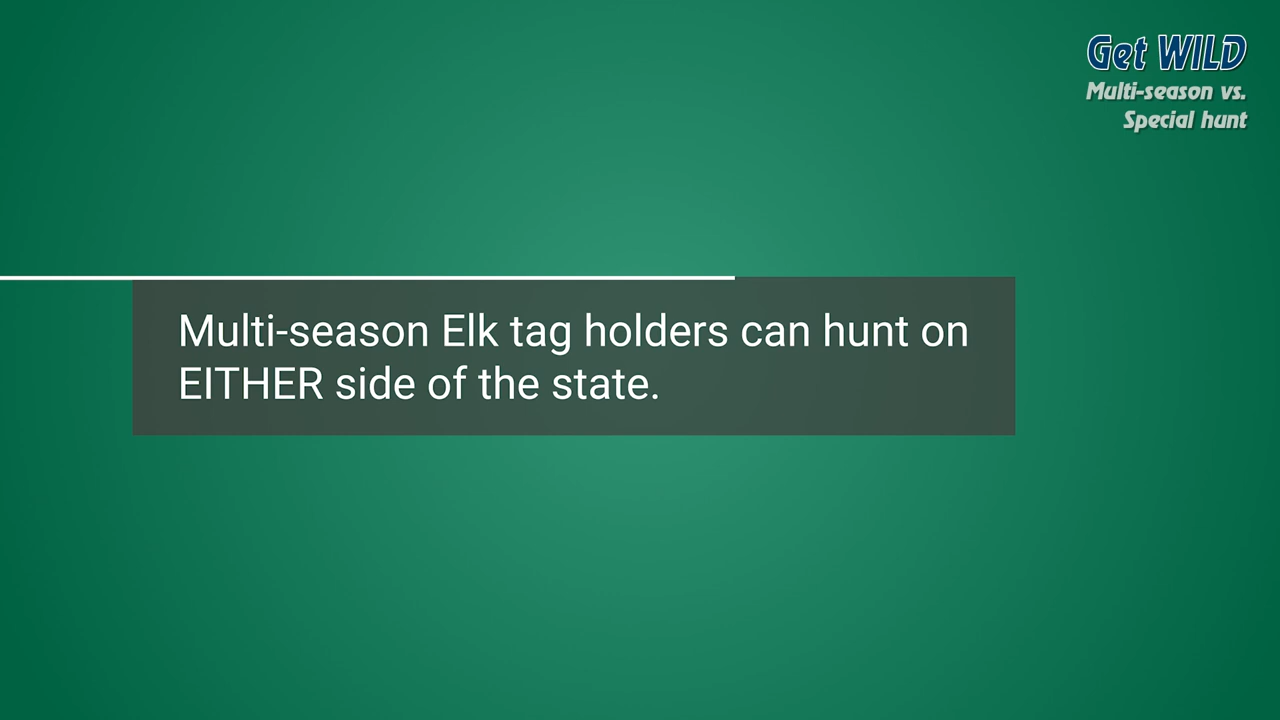 Get WILD
Multi-season vs.
Special hunt
Multi-season Elk tag holders can hunt on
EITHER side of the state.